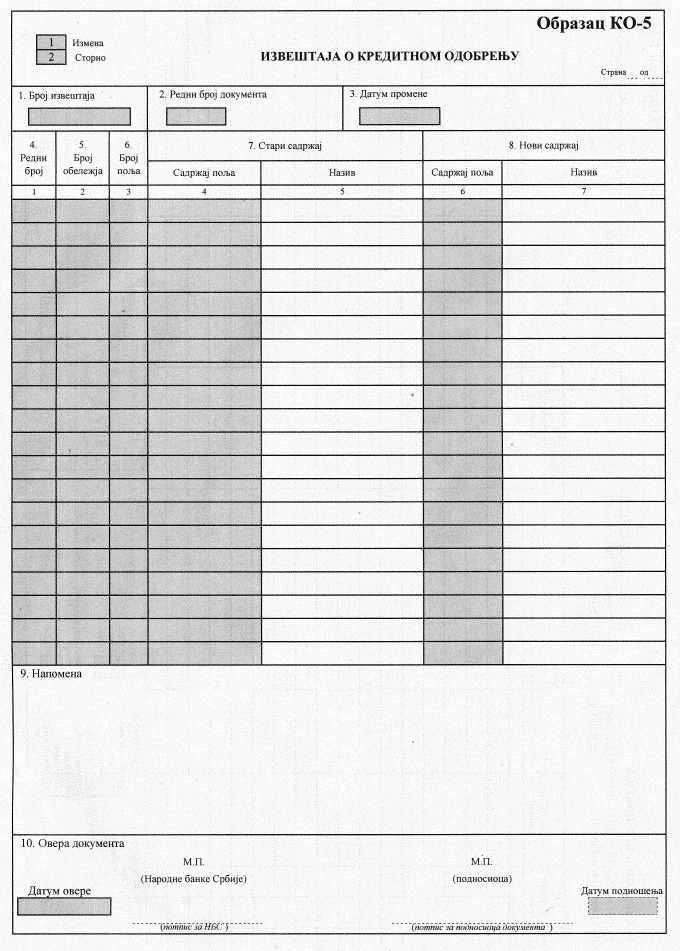 Образац КО-5
1 Измена
2 Сторно
ИЗВЕШТАЈА О КРЕДИТНОМ ОДОБРЕЊУ
Страна од
1. Број извештаја 2. Редни број документа 3. Датум промене
4. Редни број 5. Број обележја 6. Број поља 7. Стари садржај 8. Нови садржај
Садржај поља Назив Садржај поља Назив
1 2 3 4 5 6 7
9. Напомена
10. Овера документа
М.П. М.П.
(Народне банке Србије) (подносиоца)
Датум овере Датум подношења
(потпис за НБС ) (потпис за подносиоца документа )